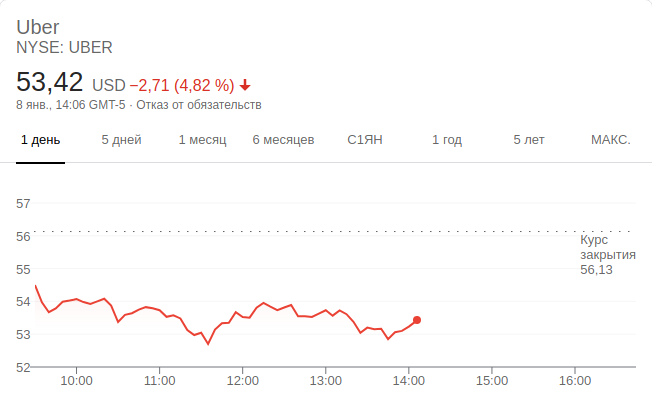 Uber
NYSE: UBER
53,42 USD −2,71 (4,82 %)
8 янв., 14:06 GMT-5 · Отказ от обязательств
1 день 5 дней 1 месяц 6 месяцев С1ЯН 1 год 5 лет МАКС.
57
56
Курс
закрытия
56,13
55
54
53
52
10:00 11:00 12:00 13:00 14:00 15:00 16:00